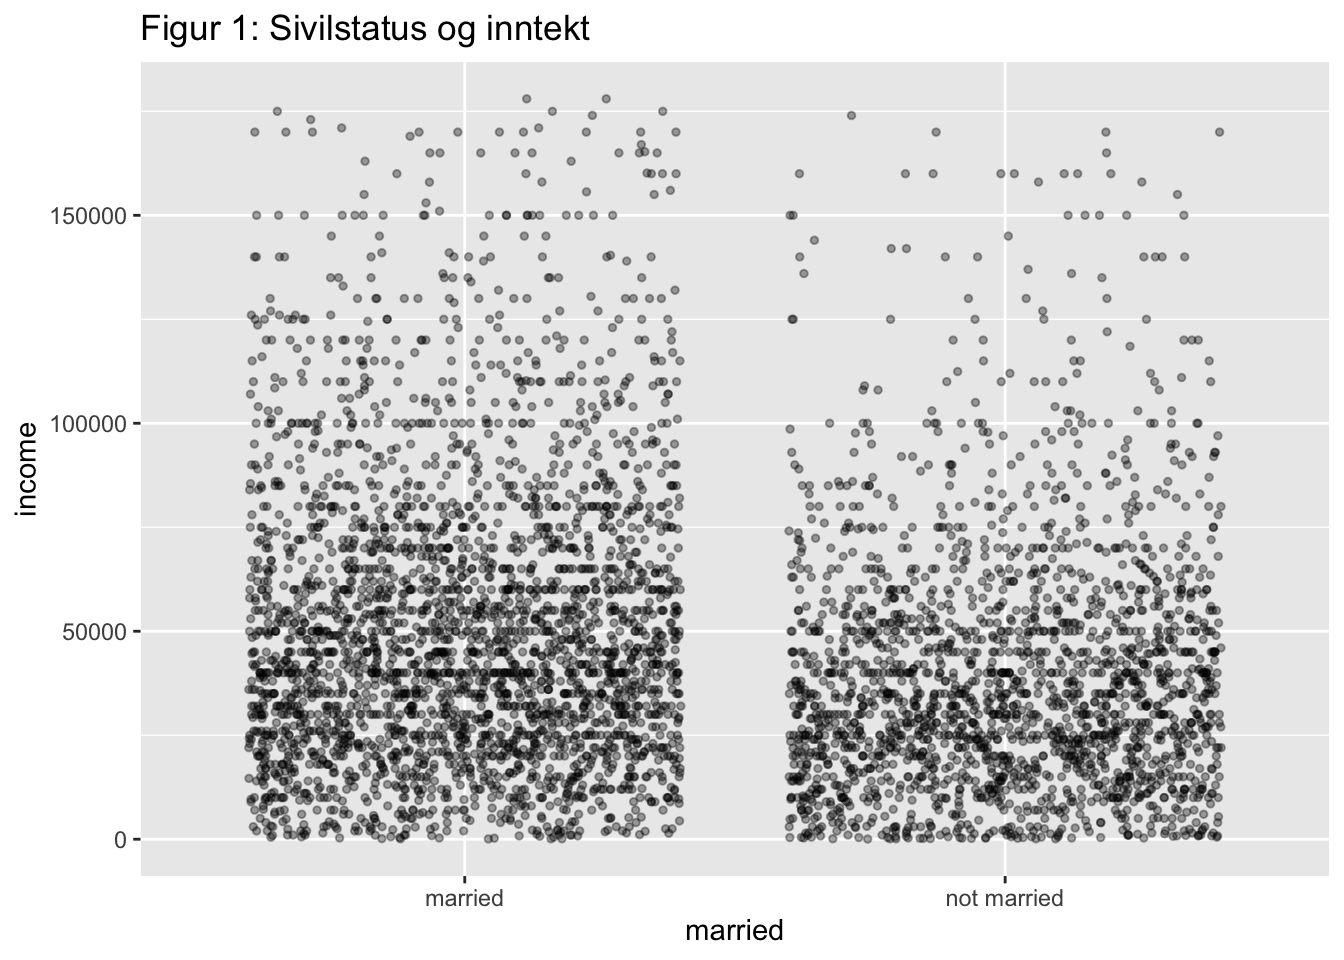 Figur 1: Sivilstatus og inntekt
150000
100000
50000
0
income
married
not married
married